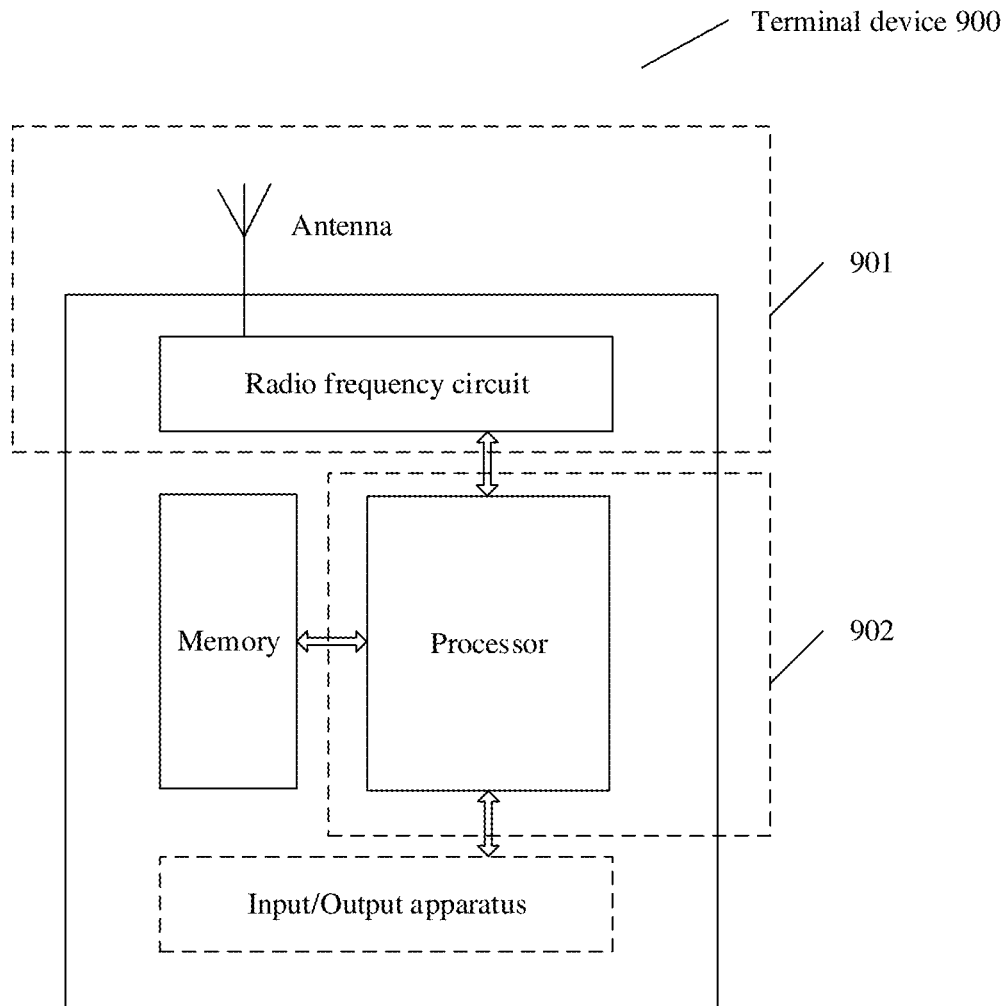 Terminal device 900
Antenna
901
Radio frequency circuit
Memory
Processor
902
Input/Output apparatus